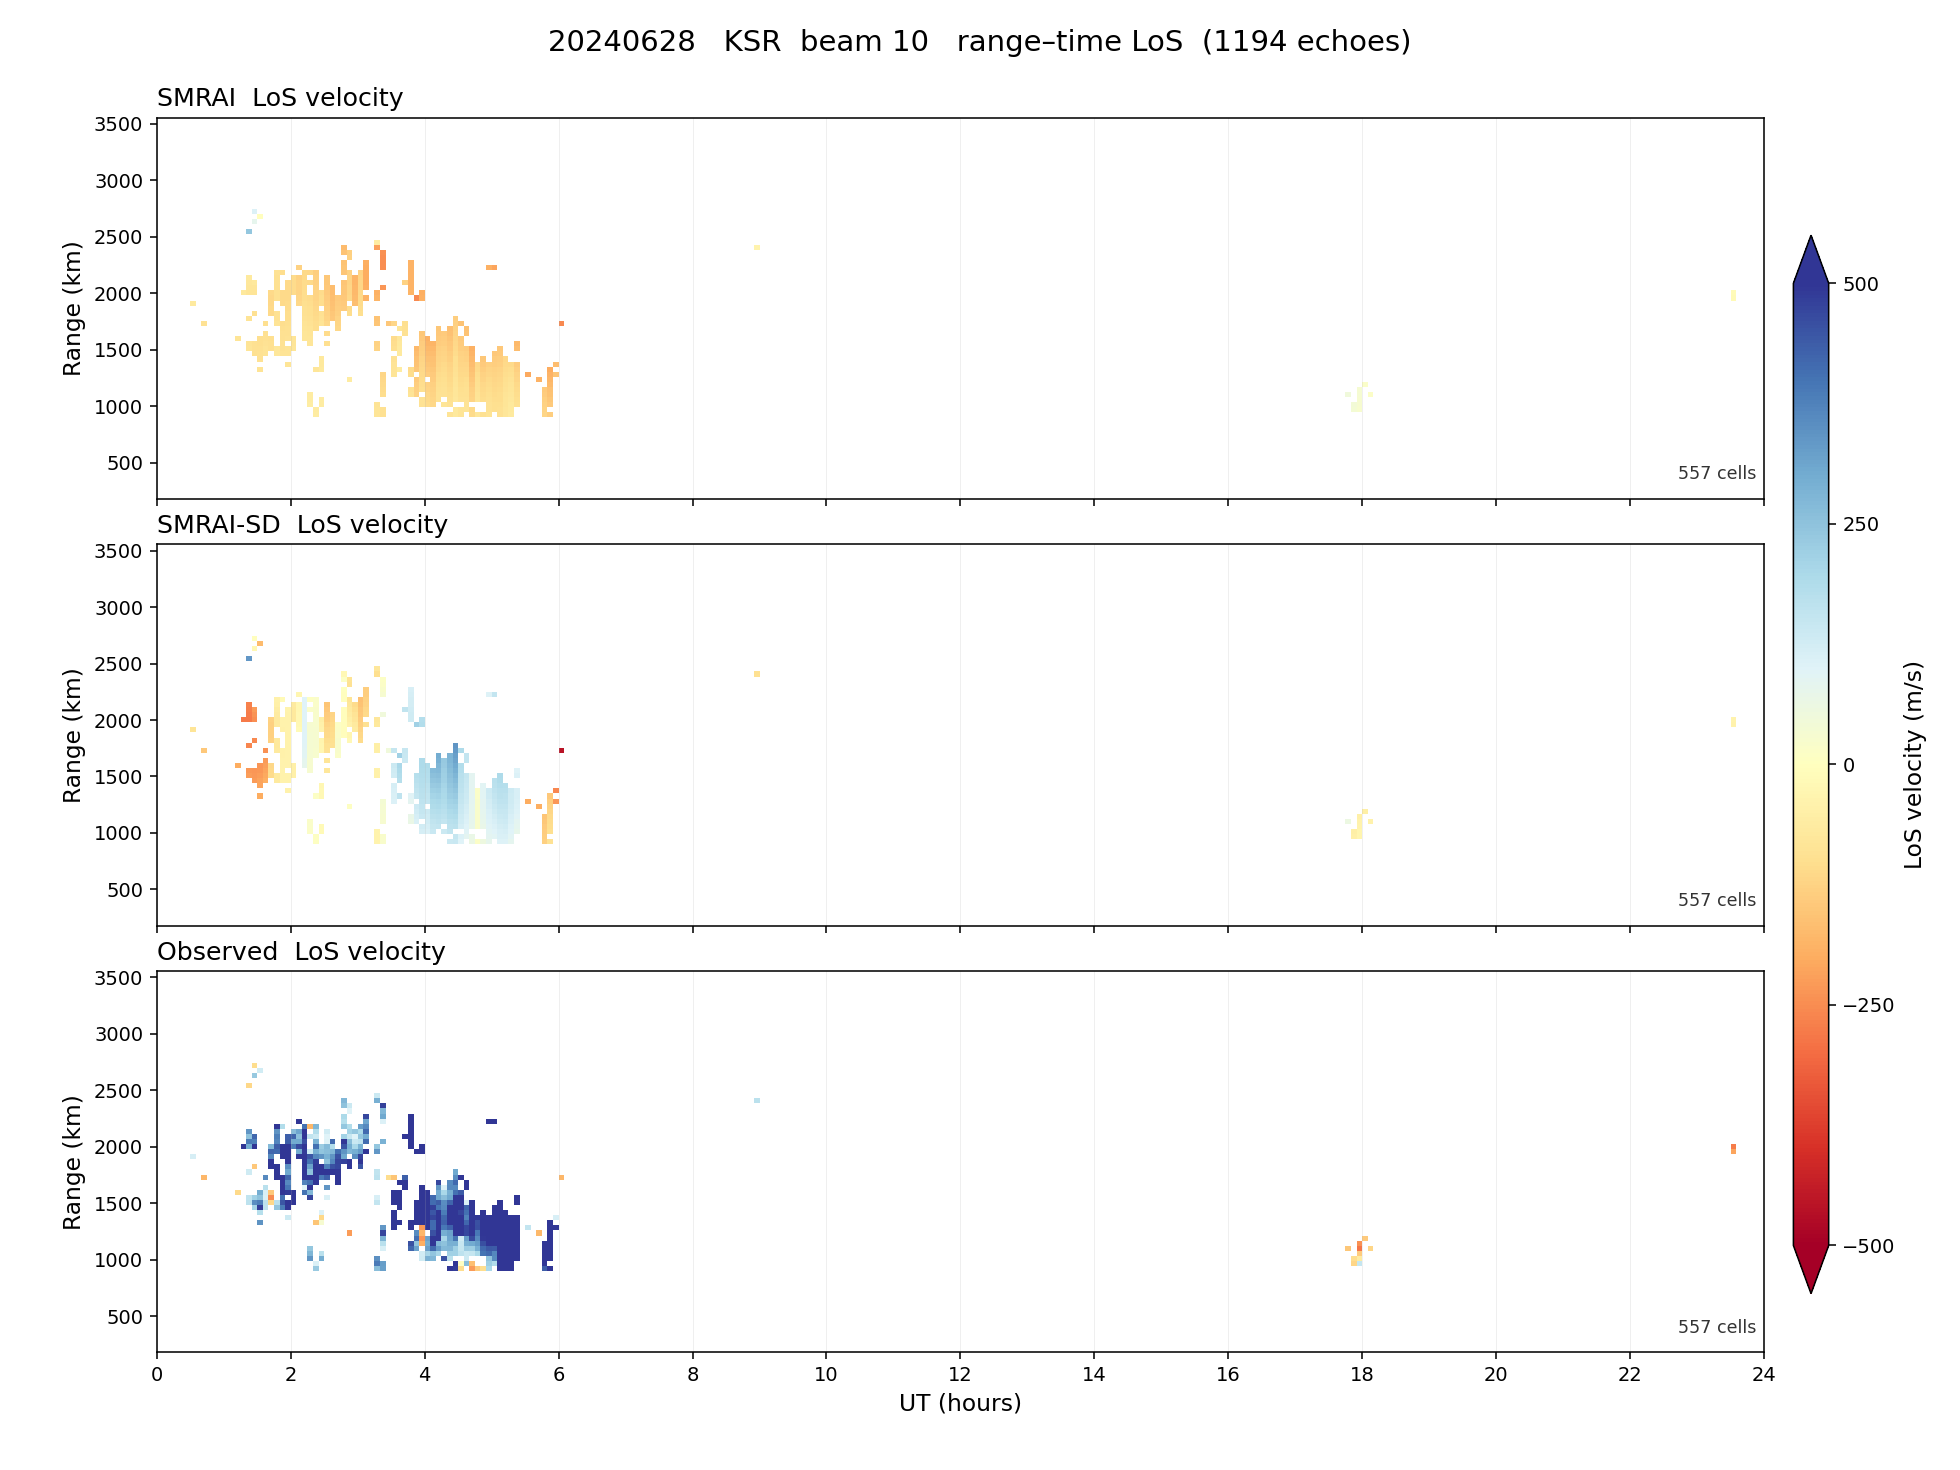 20240628   KSR  beam 10   range–time LoS  (1194 echoes)
SMRAI  LoS velocity
3500
3000
2500
2000
1500
1000
500
Range (km)
557 cells
SMRAI-SD  LoS velocity
3500
3000
2500
2000
1500
1000
500
Range (km)
557 cells
Observed  LoS velocity
3500
3000
2500
2000
1500
1000
500
Range (km)
557 cells
0 2 4 6 8 10 12 14 16 18 20 22 24
UT (hours)
500
250
0
−250
−500
LoS velocity (m/s)